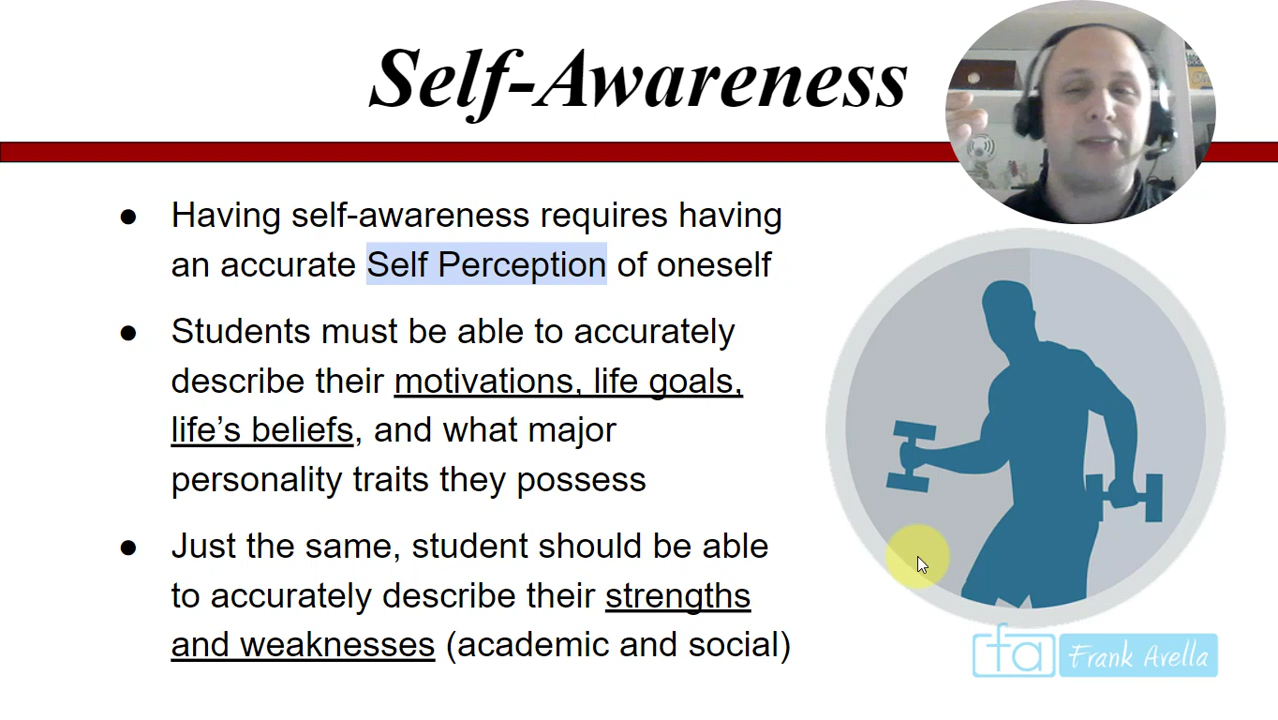 Self-Awareness
● Having self-awareness requires having
an accurate Self Perception of oneself
● Students must be able to accurately
describe their motivations, life goals,
life’s beliefs, and what major
personality traits they possess
● Just the same, student should be able
to accurately describe their strengths
and weaknesses (academic and social)
fa Frank Avella